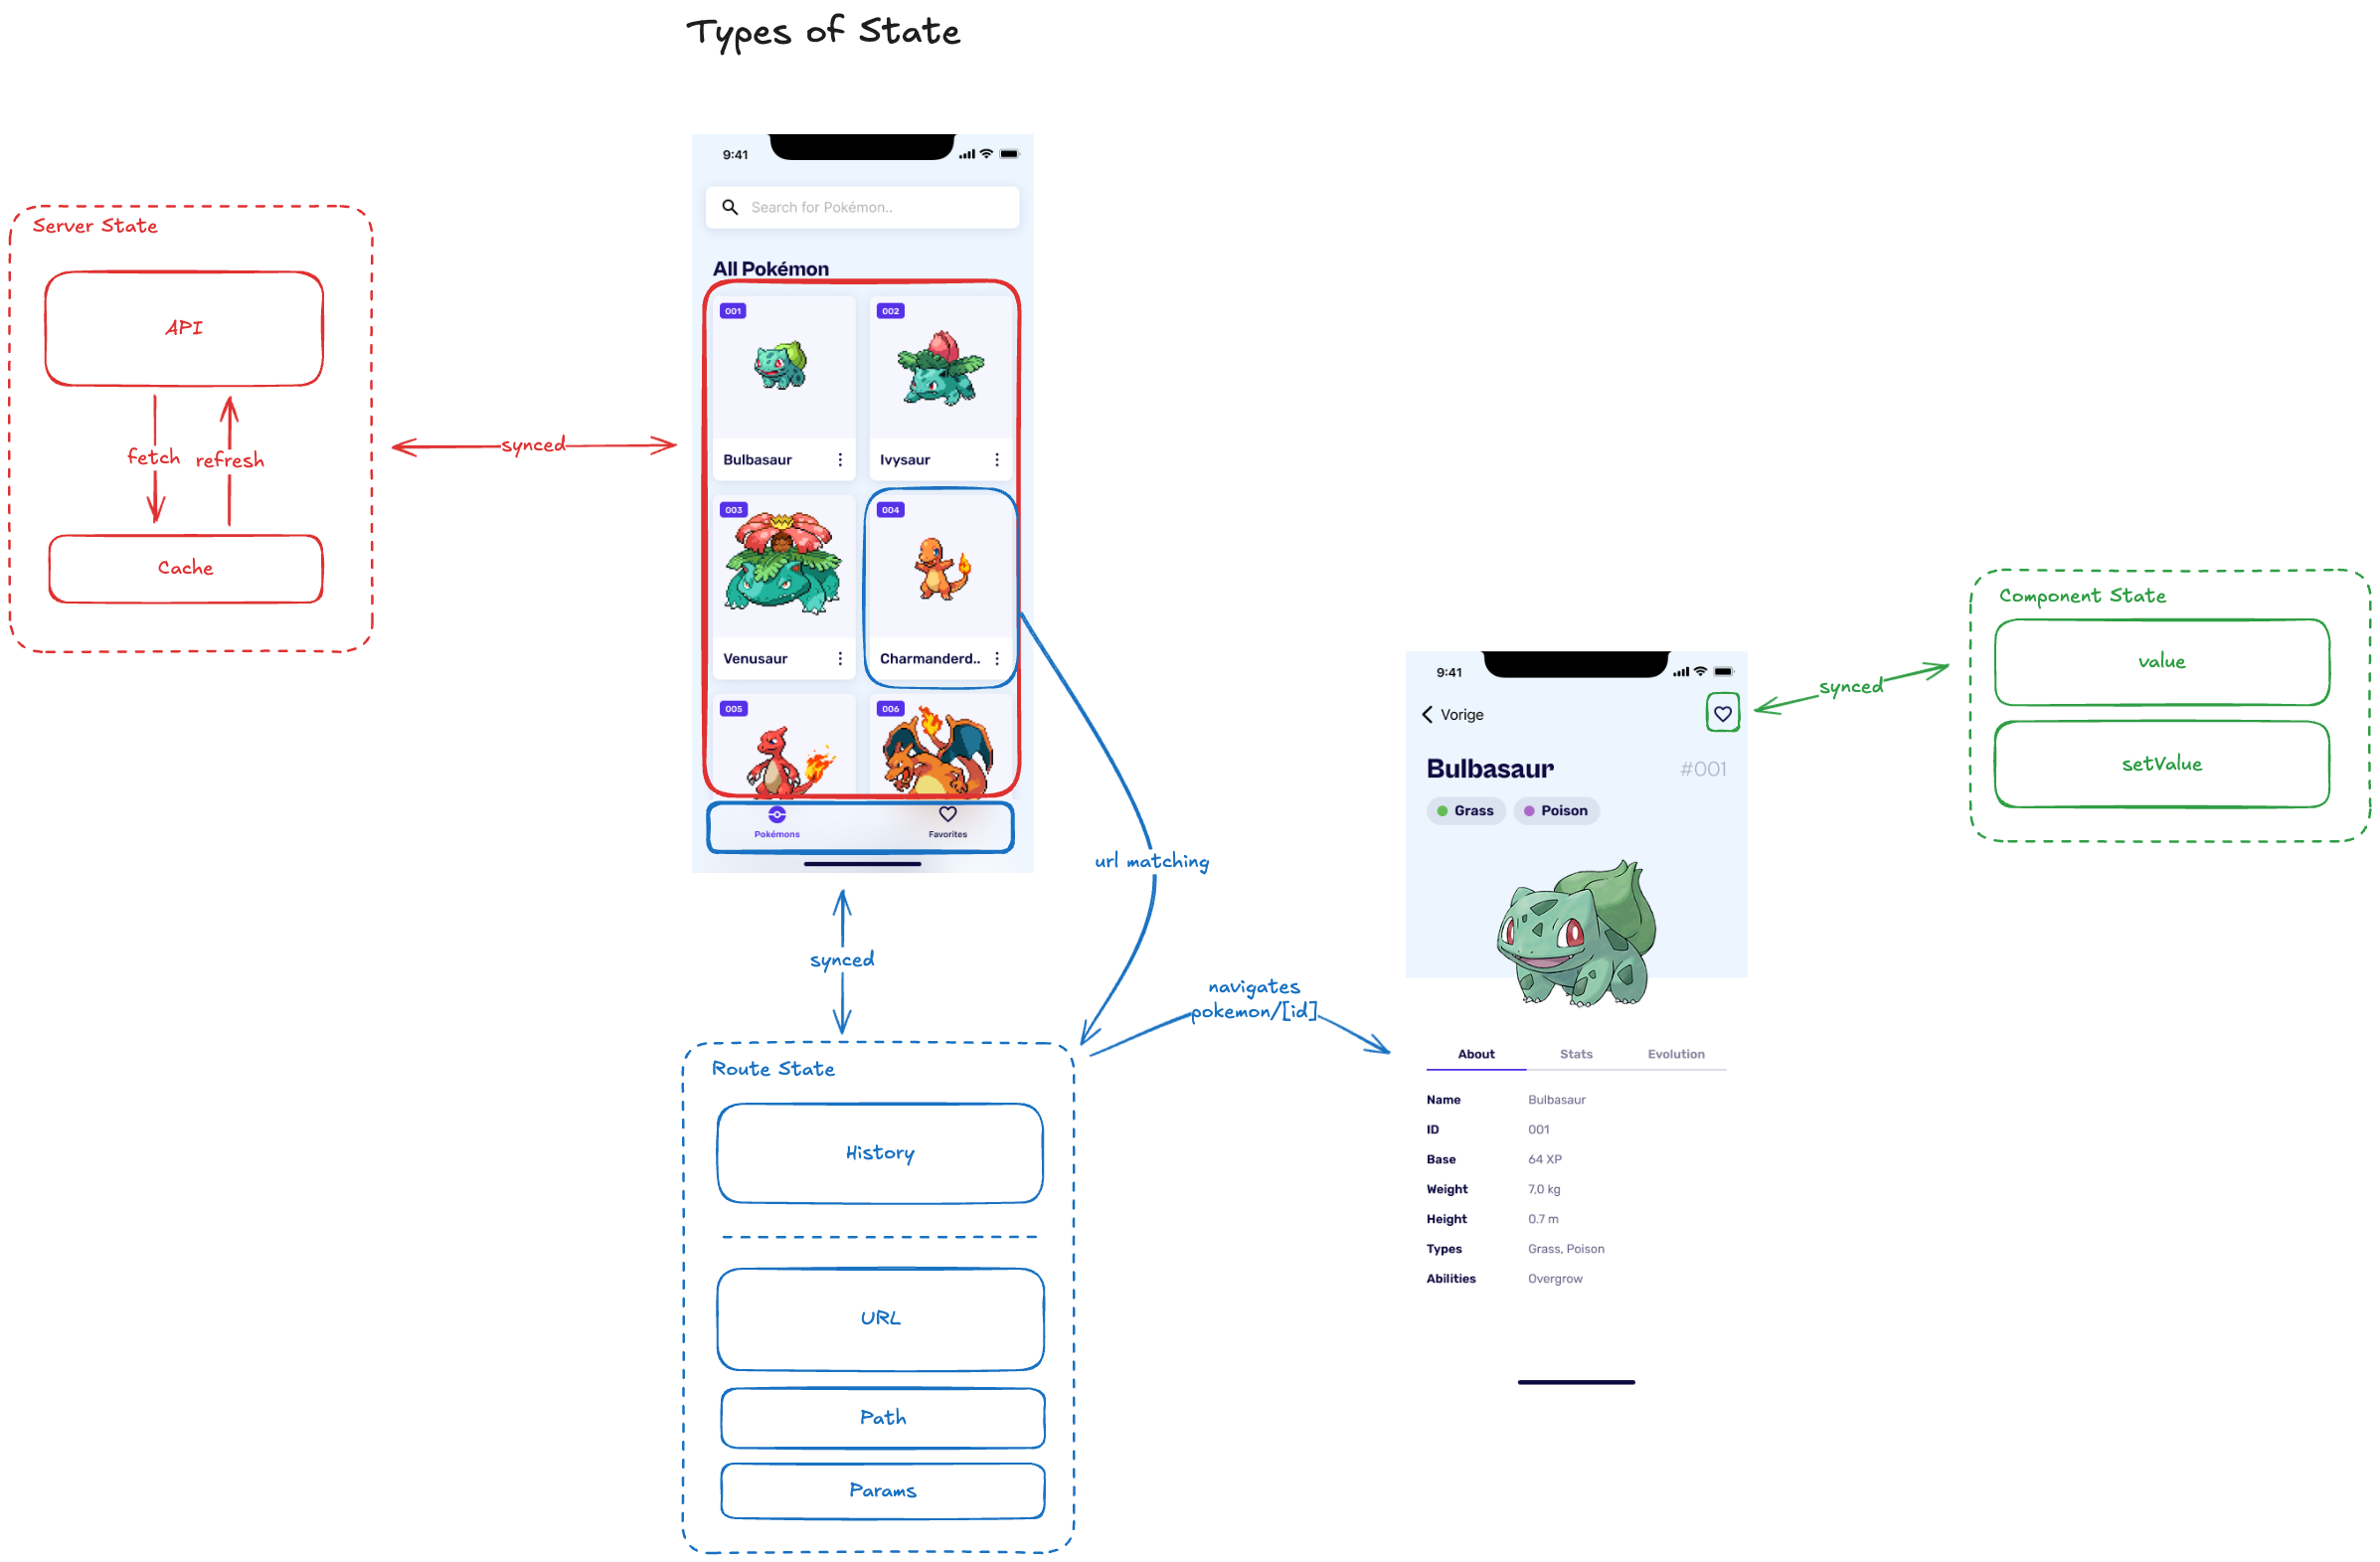 Types of State
Server State
API
fetch
refresh
Cache
synced
9:41
Search for Pokémon..
All Pokémon
001
002
Bulbasaur
Ivysaur
003
004
Venusaur
Charmanderd..
005
006
Pokémons
Favorites
synced
url matching
navigates
pokemon/[id]
Route State
History
URL
Path
Params
9:41
Vorige
Bulbasaur
#001
Grass
Poison
About
Stats
Evolution
Name
Bulbasaur
ID
001
Base
64 XP
Weight
7,0 kg
Height
0.7 m
Types
Grass, Poison
Abilities
Overgrow
synced
Component State
value
setValue